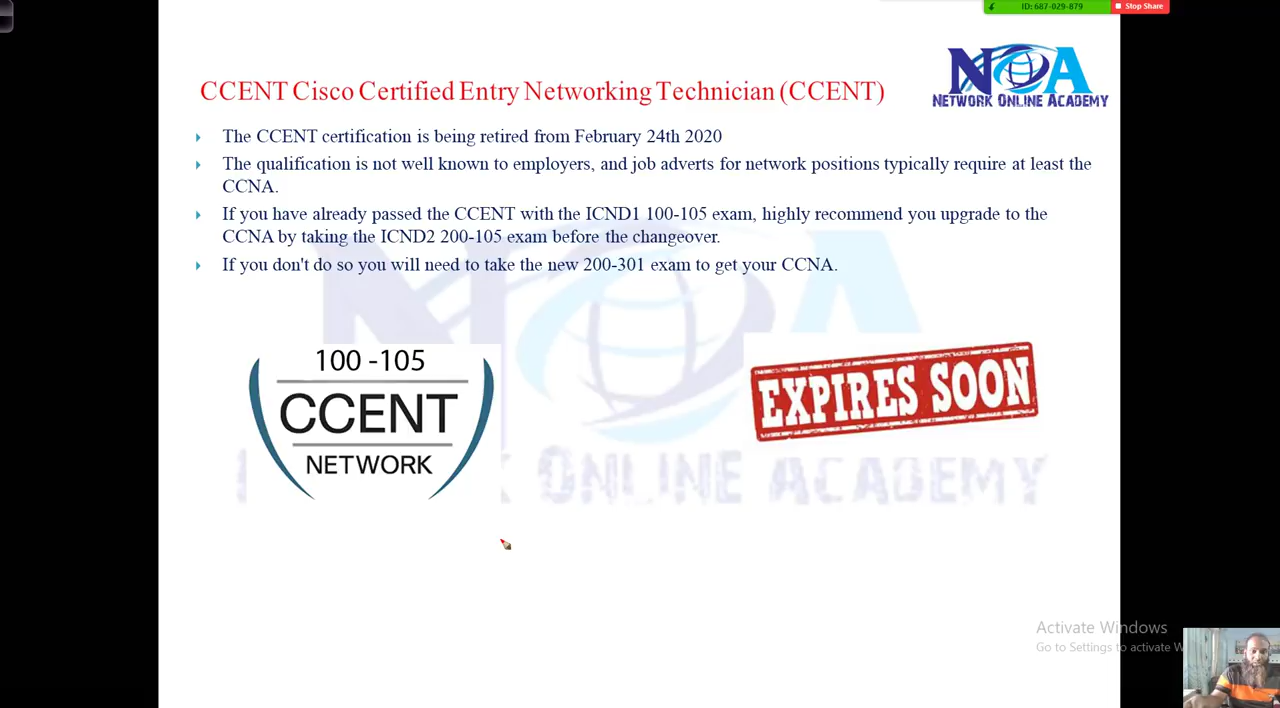 ID: 687-029-879
Stop Share
NOA
NETWORK ONLINE ACADEMY
CCENT Cisco Certified Entry Networking Technician (CCENT)
The CCENT certification is being retired from February 24th 2020
The qualification is not well known to employers, and job adverts for network positions typically require at least the
CCNA.
If you have already passed the CCENT with the ICND1 100-105 exam, highly recommend you upgrade to the
CCNA by taking the ICND2 200-105 exam before the changeover.
If you don't do so you will need to take the new 200-301 exam to get your CCNA.
100 -105
CCENT
NETWORK
EXPIRES SOON
K ONLINE ACADEMY
Activate Windows
Go to Settings to activate W